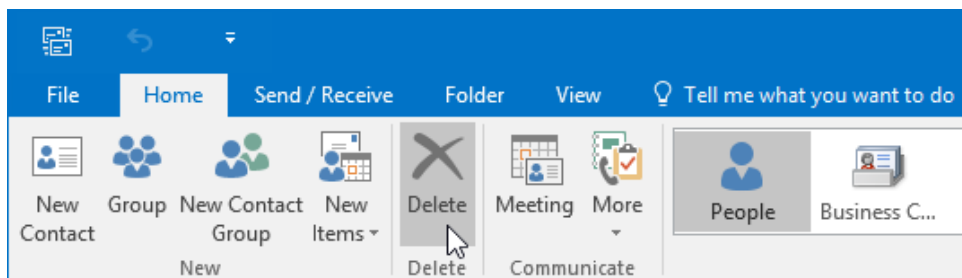 File Home Send / Receive Folder View Tell me what you want to do
New Contact
Group
New Contact Group
New Items
Delete
Meeting
More
People
Business C...
New
Delete
Communicate